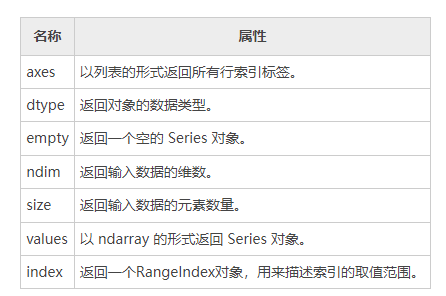 名称 属性
axes 以列表的形式返回所有行索引标签。
dtype 返回对象的数据类型。
empty 返回一个空的 Series 对象。
ndim 返回输入数据的维数。
size 返回输入数据的元素数量。
values 以 ndarray 的形式返回 Series 对象。
index 返回一个RangeIndex对象，用来描述索引的取值范围。